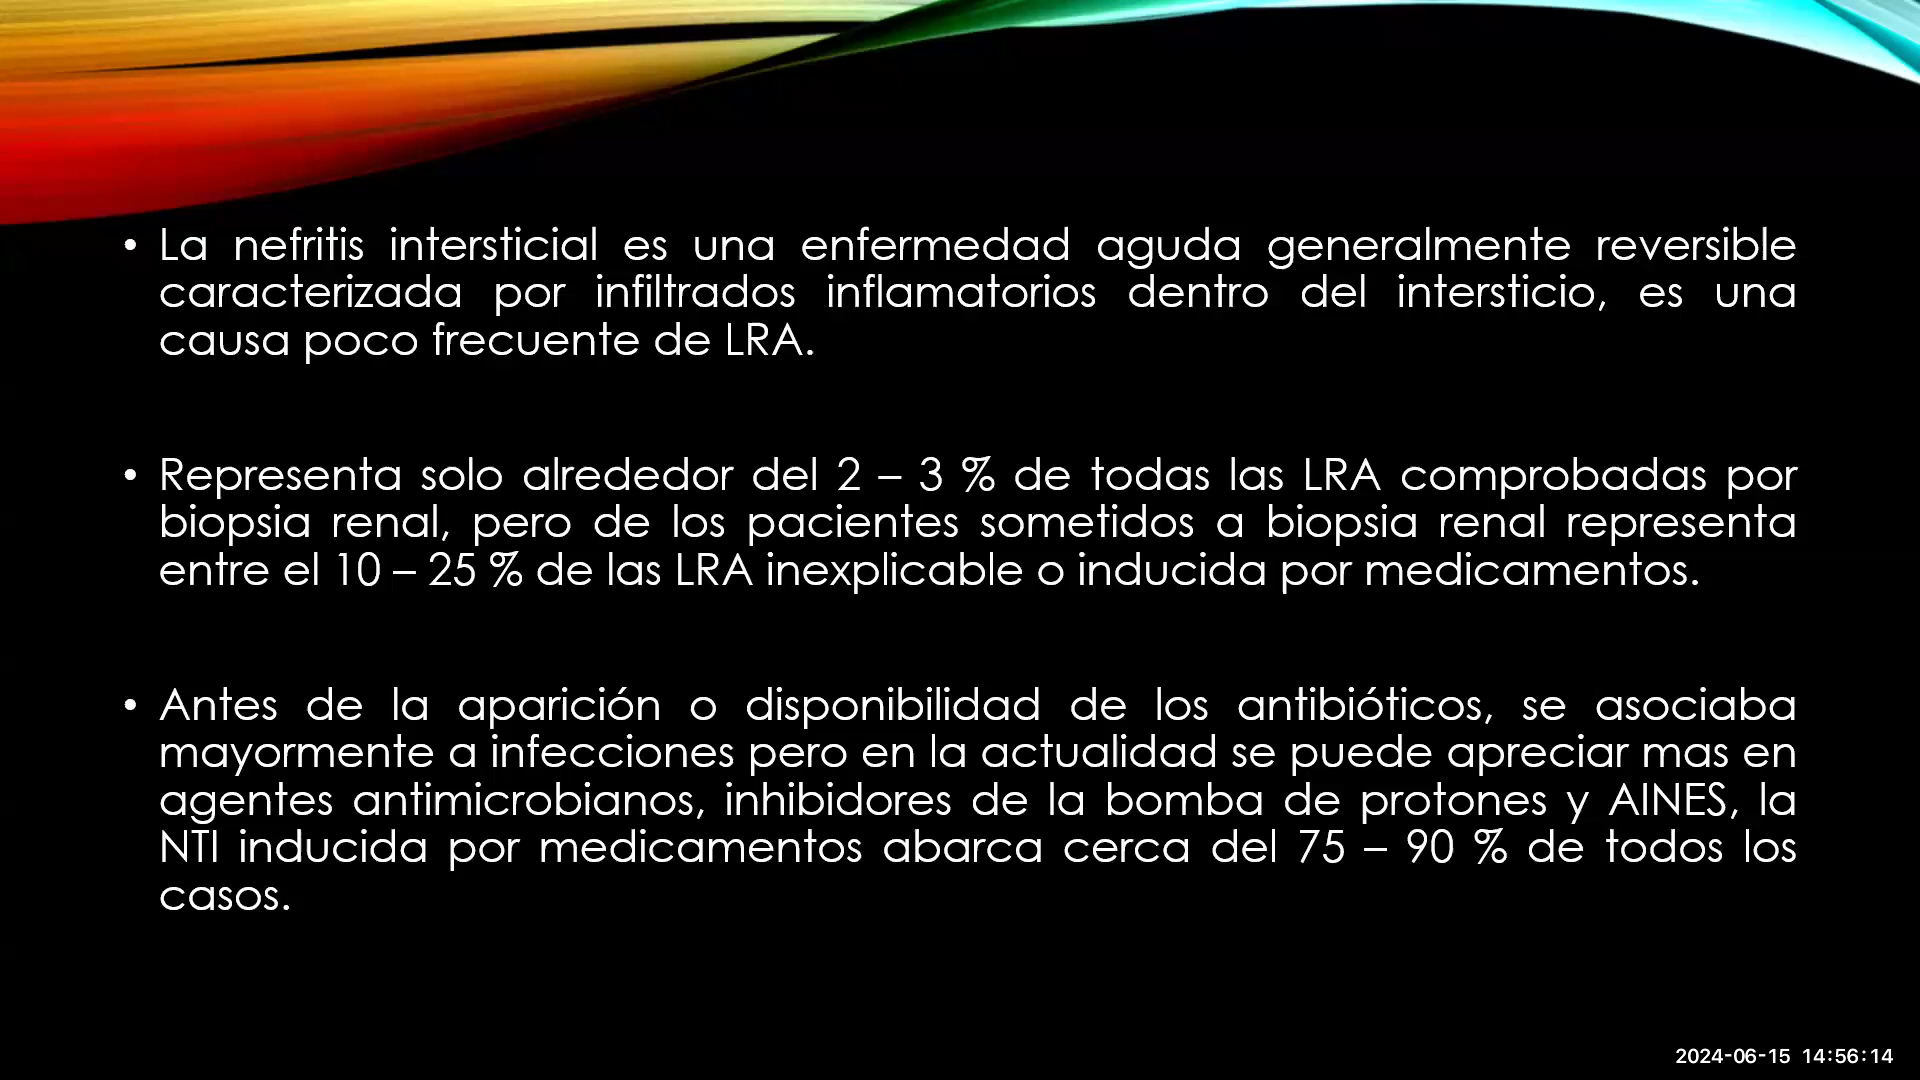 • La nefritis intersticial es una enfermedad aguda generalmente reversible
caracterizada por infiltrados inflamatorios dentro del intersticio, es una
causa poco frecuente de LRA.
• Representa solo alrededor del 2 – 3 % de todas las LRA comprobadas por
biopsia renal, pero de los pacientes sometidos a biopsia renal representa
entre el 10 – 25 % de las LRA inexplicable o inducida por medicamentos.
• Antes de la aparición o disponibilidad de los antibióticos, se asociaba
mayormente a infecciones pero en la actualidad se puede apreciar mas en
agentes antimicrobianos, inhibidores de la bomba de protones y AINES, la
NTI inducida por medicamentos abarca cerca del 75 – 90 % de todos los
casos.
2024-06-15 14:56:14